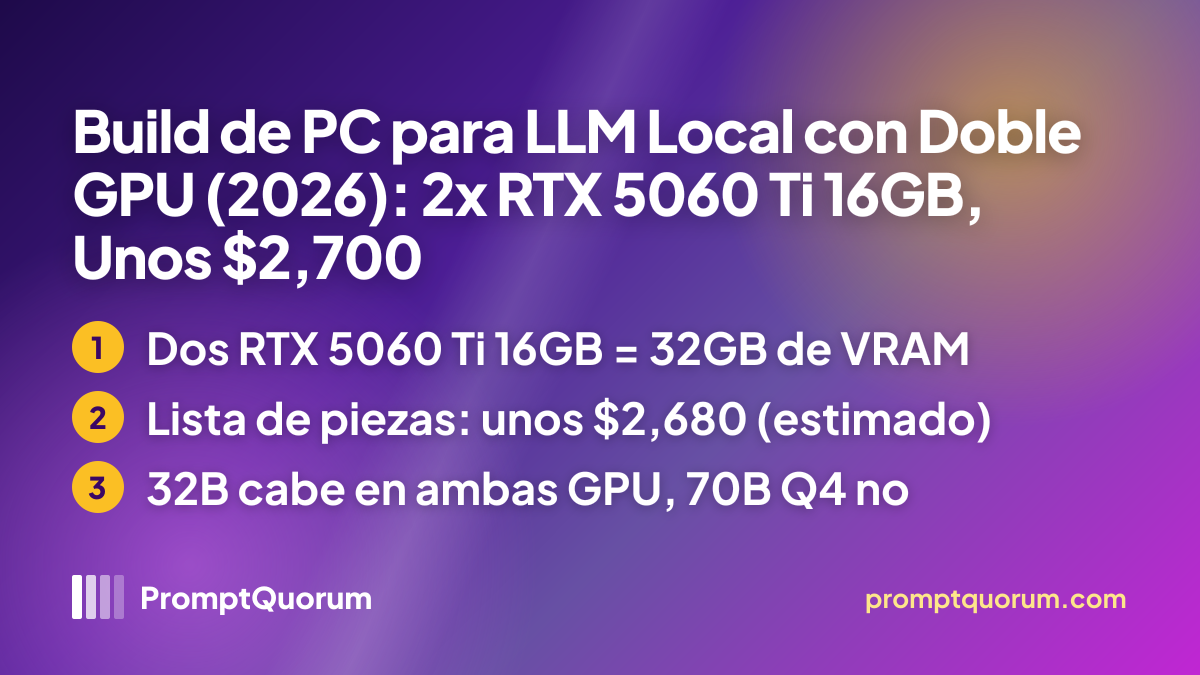 Build de PC para LLM Local con Doble
GPU (2026): 2x RTX 5060 Ti 16GB,
Unos $2,700
1 Dos RTX 5060 Ti 16GB = 32GB de VRAM
2 Lista de piezas: unos $2,680 (estimado)
3 32B cabe en ambas GPU, 70B Q4 no
PromptQuorum
promptquorum.com